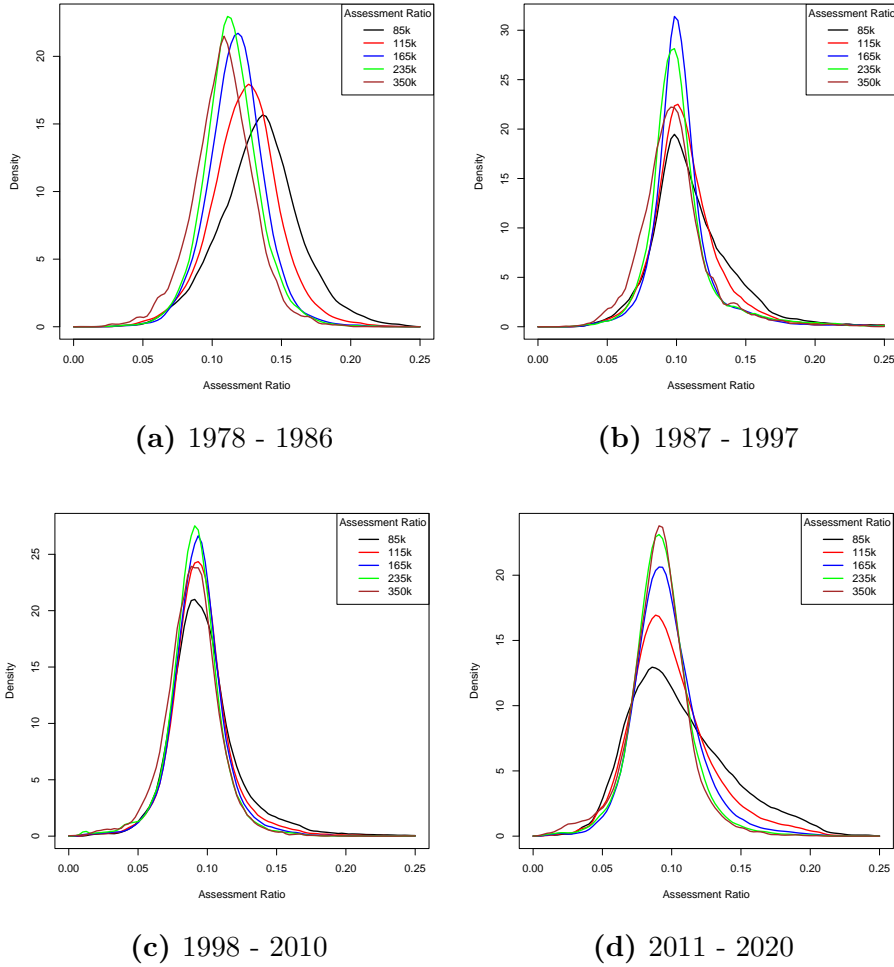 Assessment Ratio
85k
115k
165k
235k
350k
Density
0
5
10
15
20
0.00 0.05 0.10 0.15 0.20 0.25
Assessment Ratio
(a) 1978 - 1986
Assessment Ratio
85k
115k
165k
235k
350k
Density
0
5
10
15
20
25
30
0.00 0.05 0.10 0.15 0.20 0.25
Assessment Ratio
(b) 1987 - 1997
Assessment Ratio
85k
115k
165k
235k
350k
Density
0
5
10
15
20
25
0.00 0.05 0.10 0.15 0.20 0.25
Assessment Ratio
(c) 1998 - 2010
Assessment Ratio
85k
115k
165k
235k
350k
Density
0
5
10
15
20
0.00 0.05 0.10 0.15 0.20 0.25
Assessment Ratio
(d) 2011 - 2020